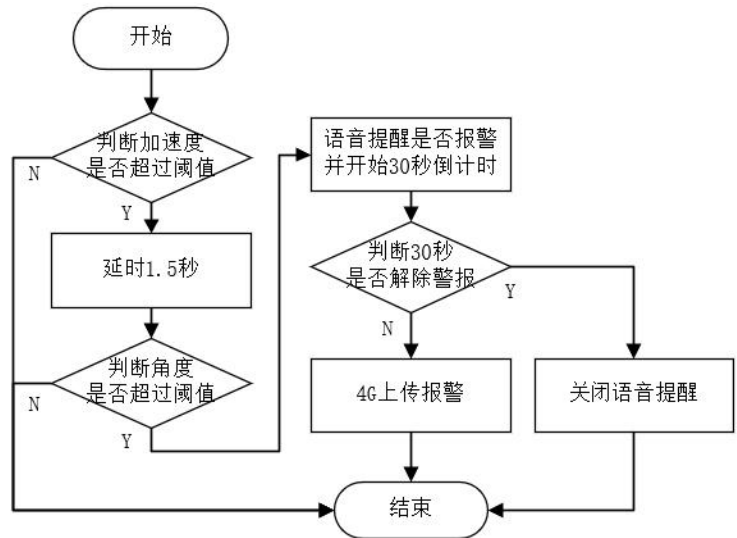 开始
判断加速度
是否超过阈值
N
Y
延时1.5秒
判断角度
是否超过阈值
N
Y
语音提醒是否报警
并开始30秒倒计时
判断30秒
是否解除警报
Y
N
4G上传报警
关闭语音提醒
结束